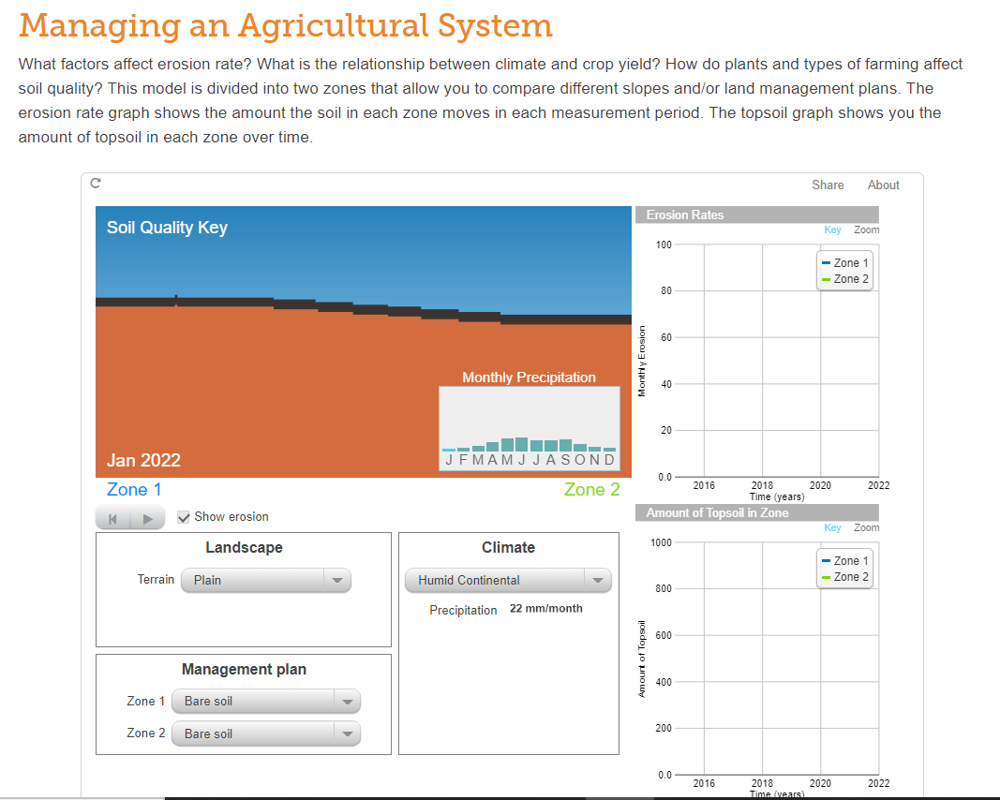 Managing an Agricultural System
What factors affect erosion rate? What is the relationship between climate and crop yield? How do plants and types of farming affect
soil quality? This model is divided into two zones that allow you to compare different slopes and/or land management plans. The
erosion rate graph shows the amount the soil in each zone moves in each measurement period. The topsoil graph shows you the
amount of topsoil in each zone over time.
Share About
Soil Quality Key
Monthly Precipitation
J F M A M J J A S O N D
Jan 2022
Zone 1 Zone 2
Show erosion
Landscape
Terrain Plain
Climate
Humid Continental
Precipitation 22 mm/month
Management plan
Zone 1 Bare soil
Zone 2 Bare soil
Erosion Rates
Key Zoom
Zone 1
Zone 2
Monthly Erosion
100
80
60
40
20
0.0
2016 2018 2020 2022
Time (years)
Amount of Topsoil in Zone
Key Zoom
Zone 1
Zone 2
Amount of Topsoil
1000
800
600
400
200
0.0
2016 2018 2020 2022
Time (years)